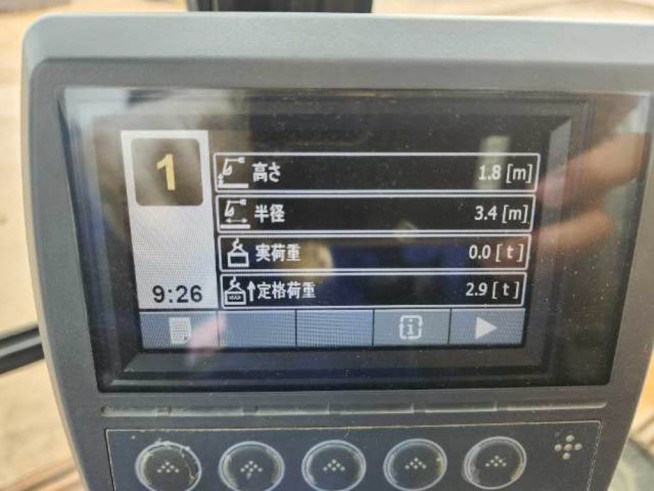 1
高さ 1.8 [m]
半径 3.4 [m]
実荷重 0.0 [t]
定格荷重 2.9 [t]
9:26